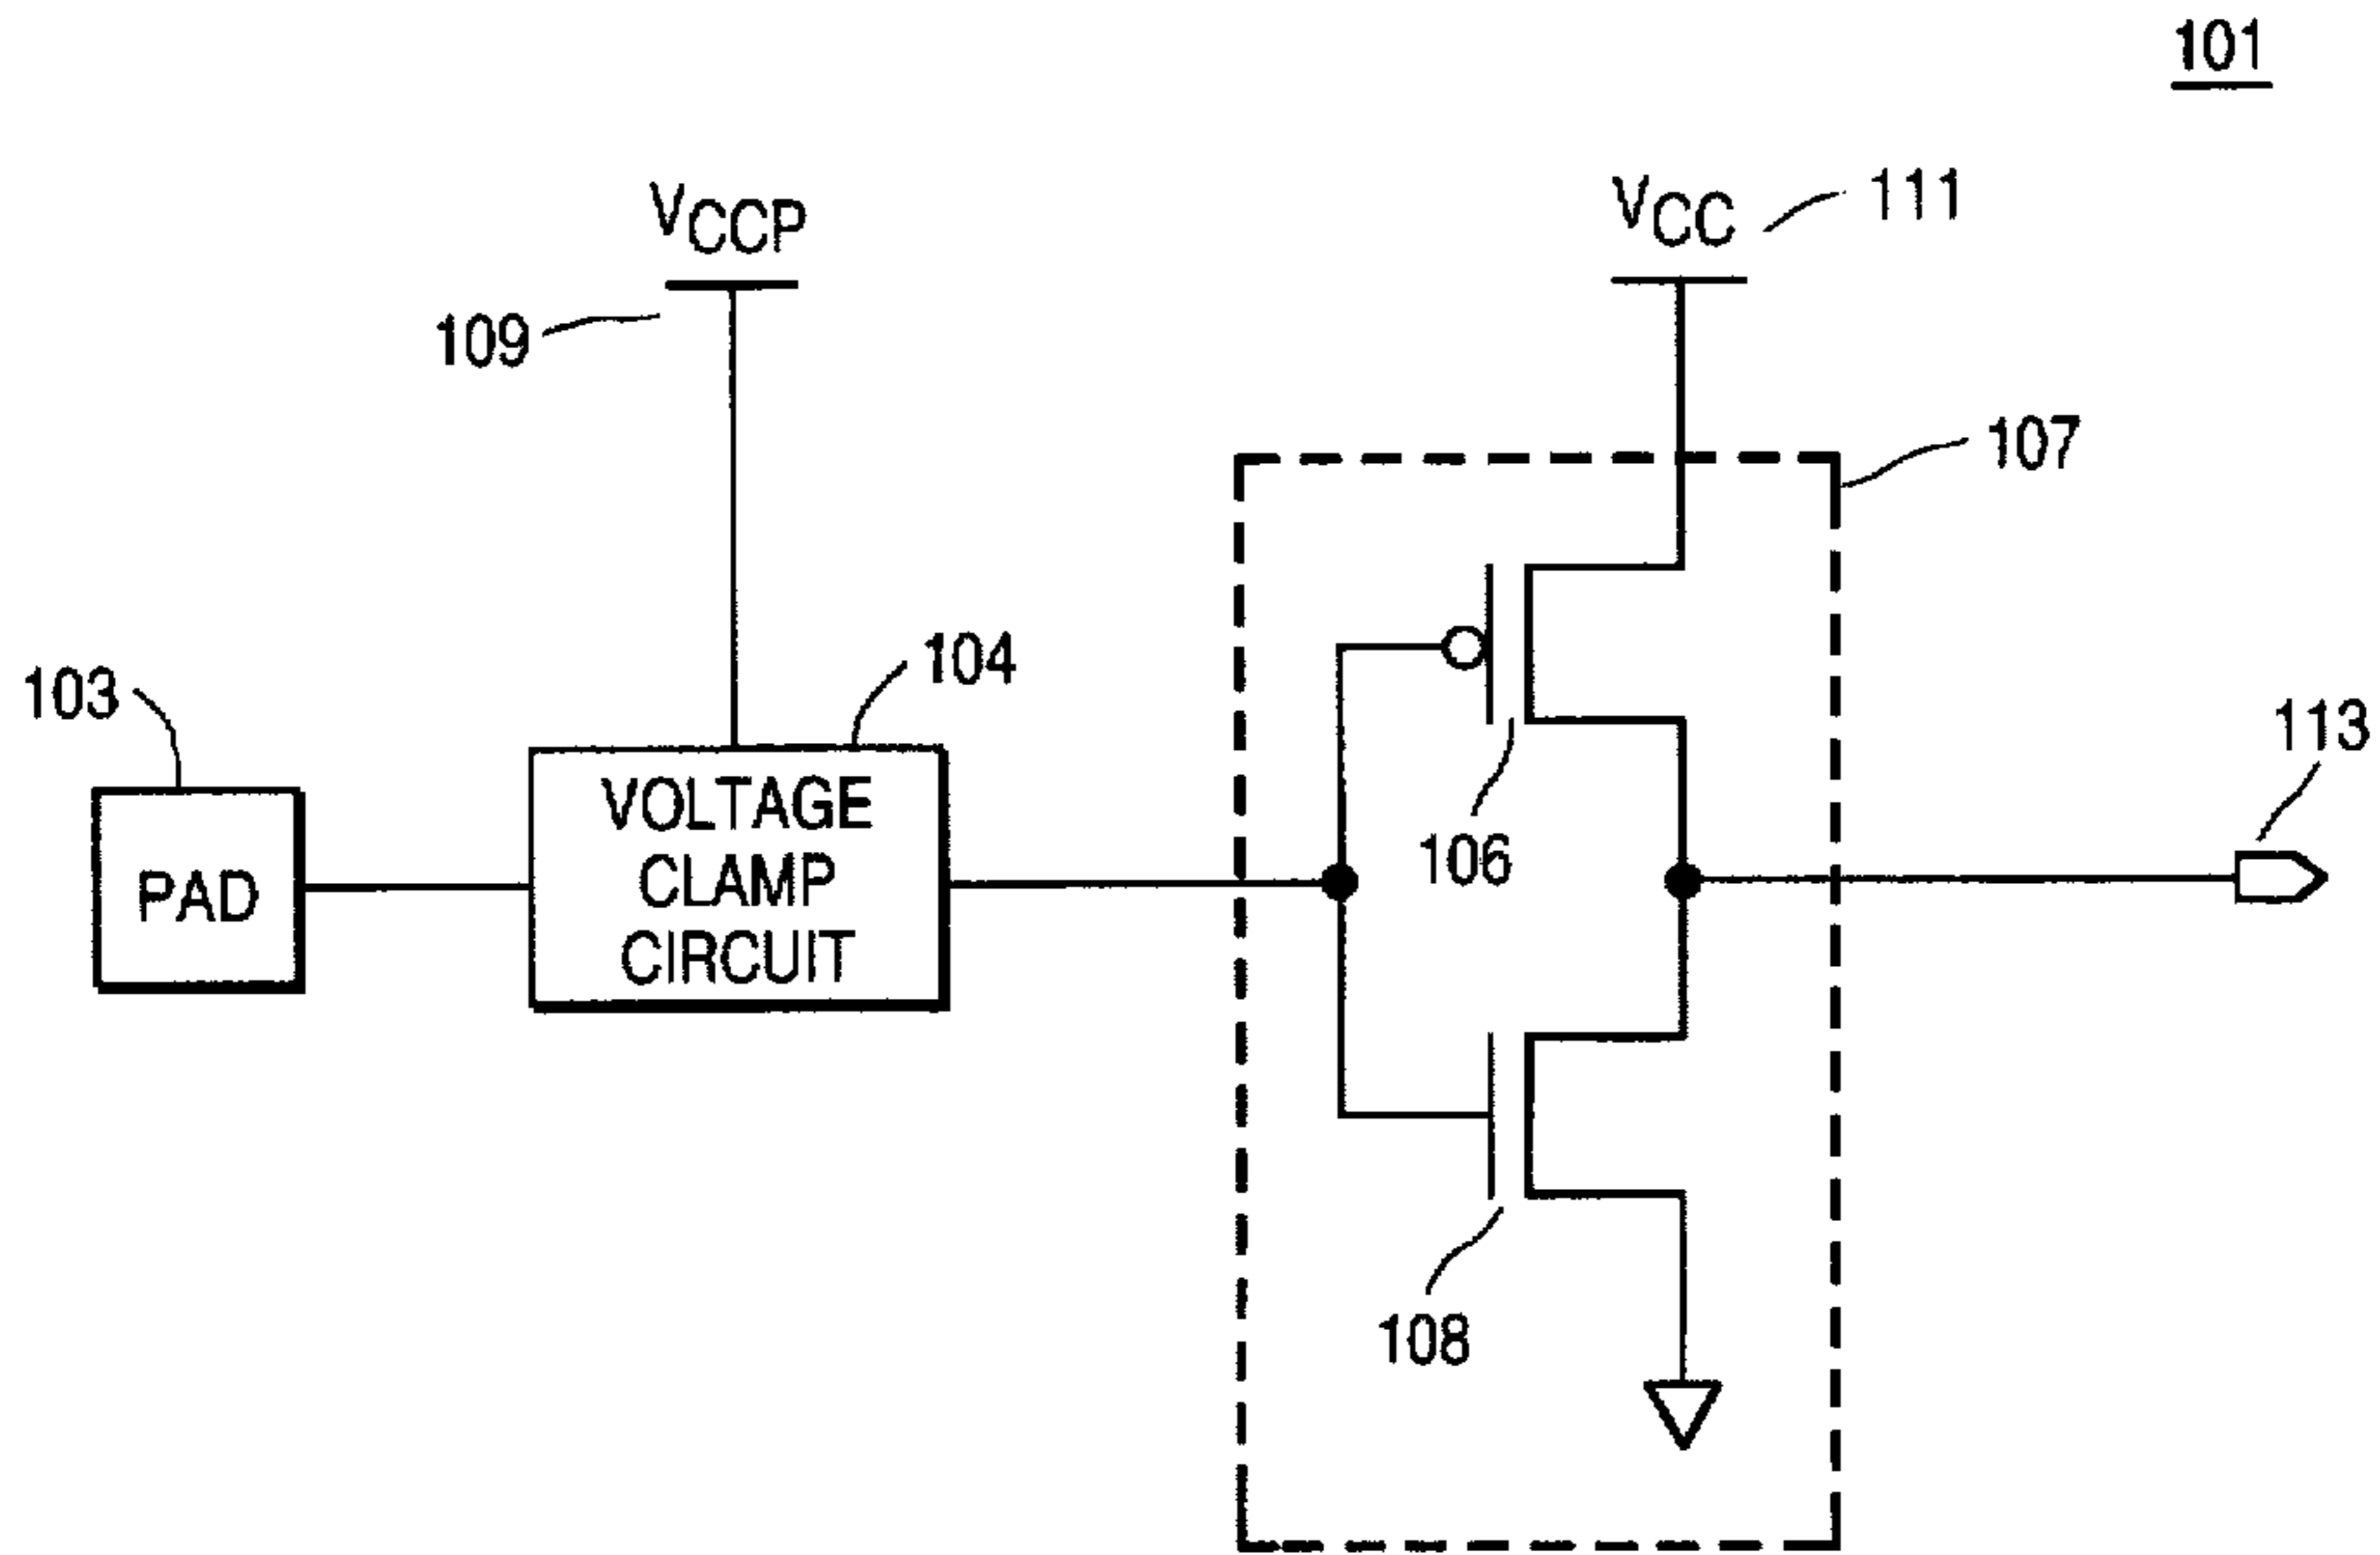 101
VCCP
VCC
111
109
107
104
103
113
VOLTAGE
CLAMP
CIRCUIT
PAD
106
108